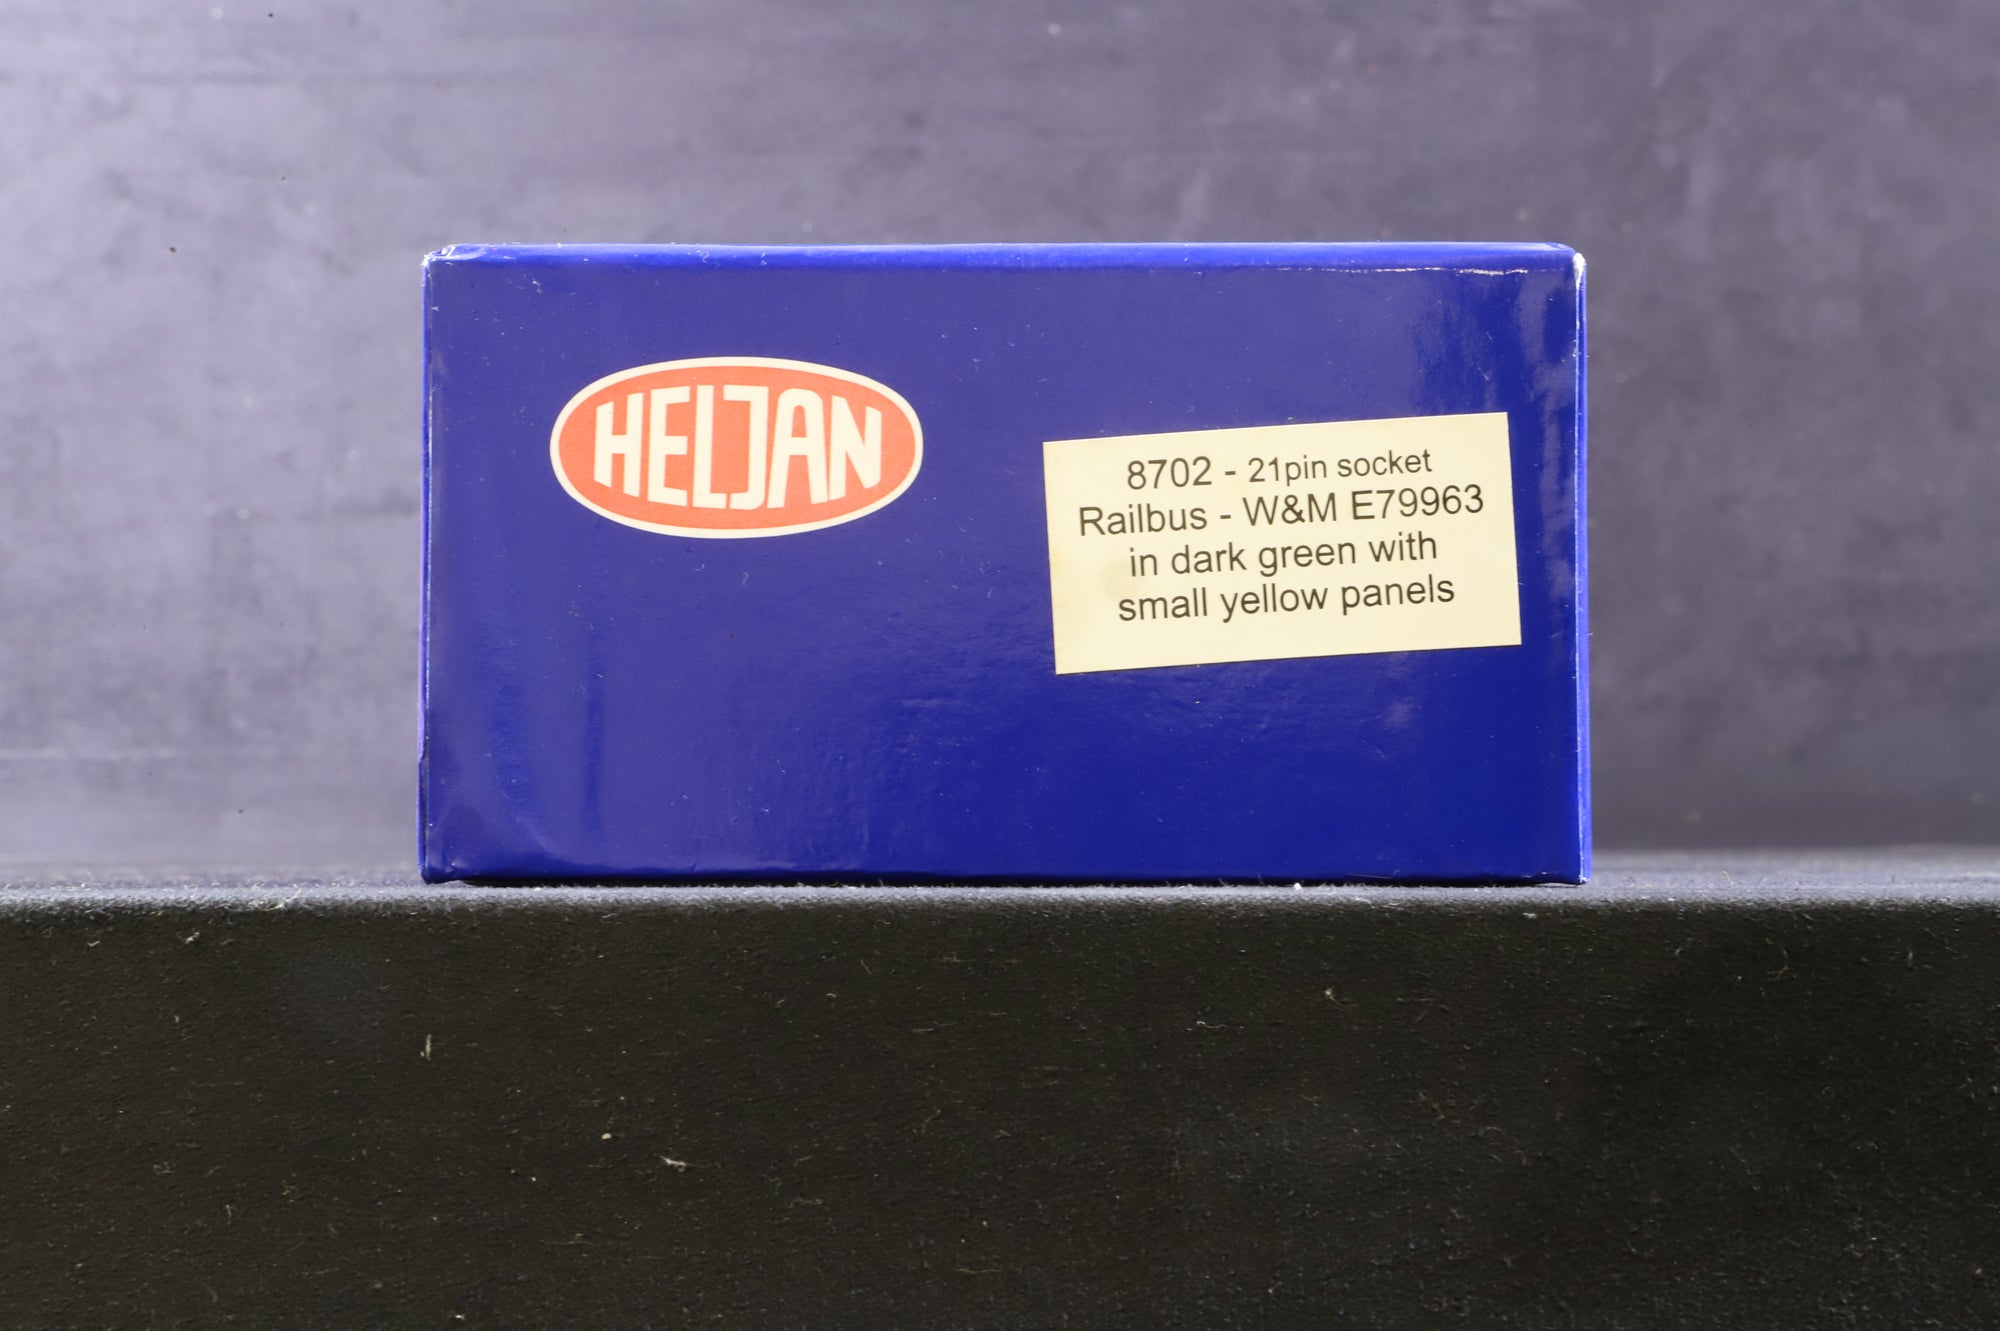 HELJAN
8702 - 21pin socket
Railbus - W&M E79963
in dark green with
small yellow panels